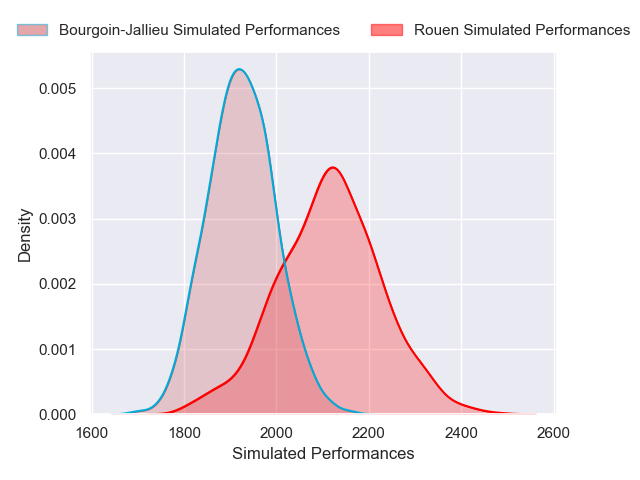 Bourgoin-Jallieu Simulated Performances Rouen Simulated Performances
0.005
0.004
0.003
0.002
0.001
0.000
Density
1600 1800 2000 2200 2400 2600
Simulated Performances